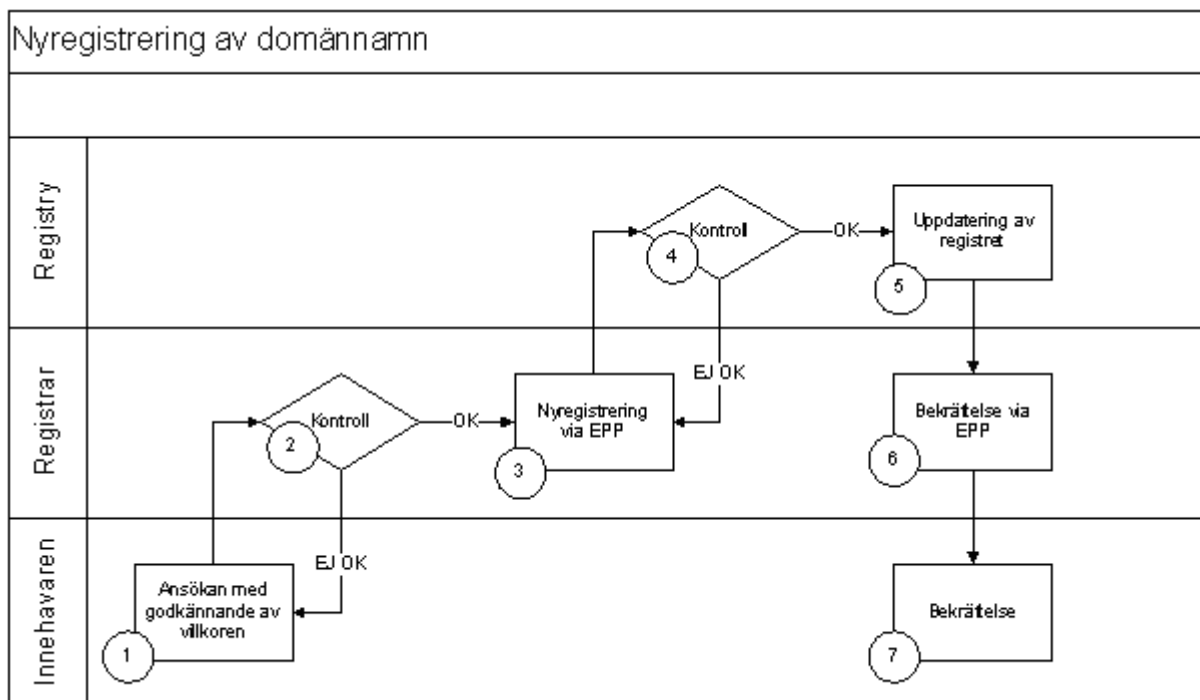 Nyregistrering av domännamn
Registry
Kontroll
4
OK
Uppdatering av
registret
5
EJ OK
Registrar
Kontroll
2
OK
Nyregistrering
via EPP
3
Bekräftelse via
EPP
6
EJ OK
Innehavaren
Ansökan med
godkännande av
villkoren
1
Bekräftelse
7